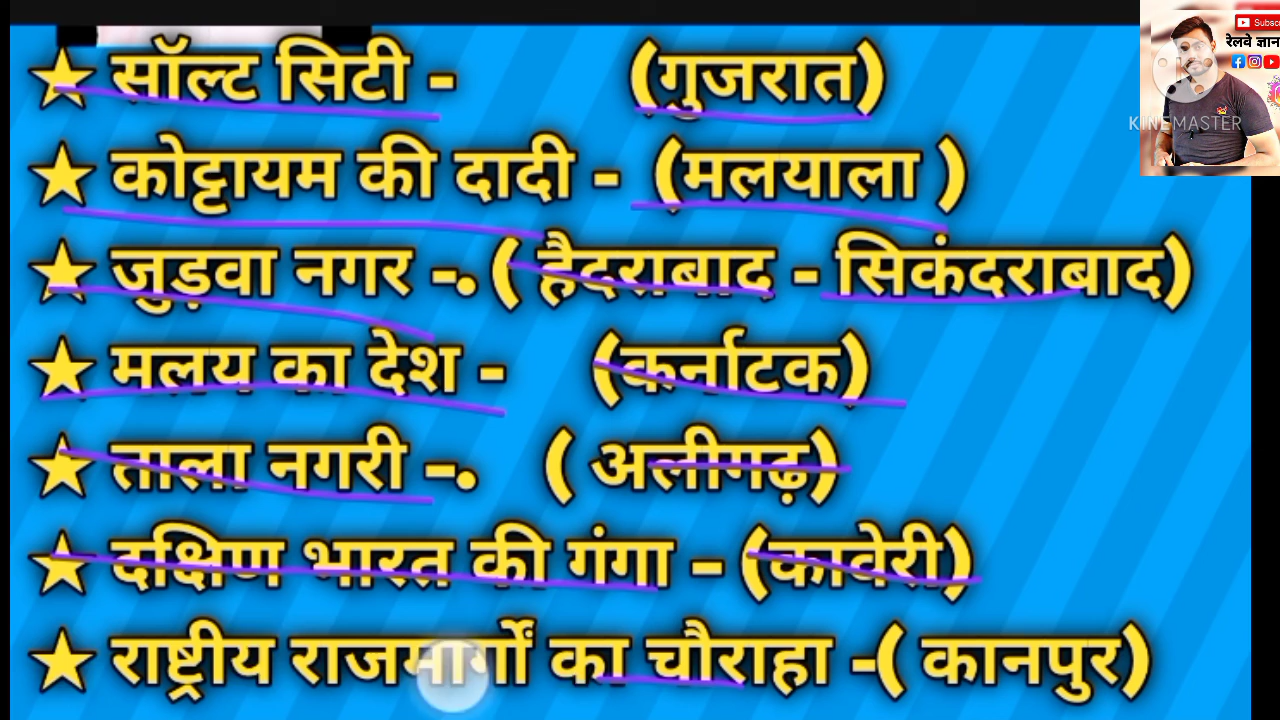 ★ सॉल्ट सिटी - (गुजरात)
★ कोट्टायम की दादी - (मलयाला )
★ जुड़वा नगर -. ( हैदराबाद - सिकंदराबाद)
★ मलय का देश - (कर्नाटक)
★ ताला नगरी -. ( अलीगढ़)
★ दक्षिण भारत की गंगा - (कावेरी)
★ राष्ट्रीय राजमार्गों का चौराहा -( कानपुर)
रेलवे ज्ञान
KINEMASTER